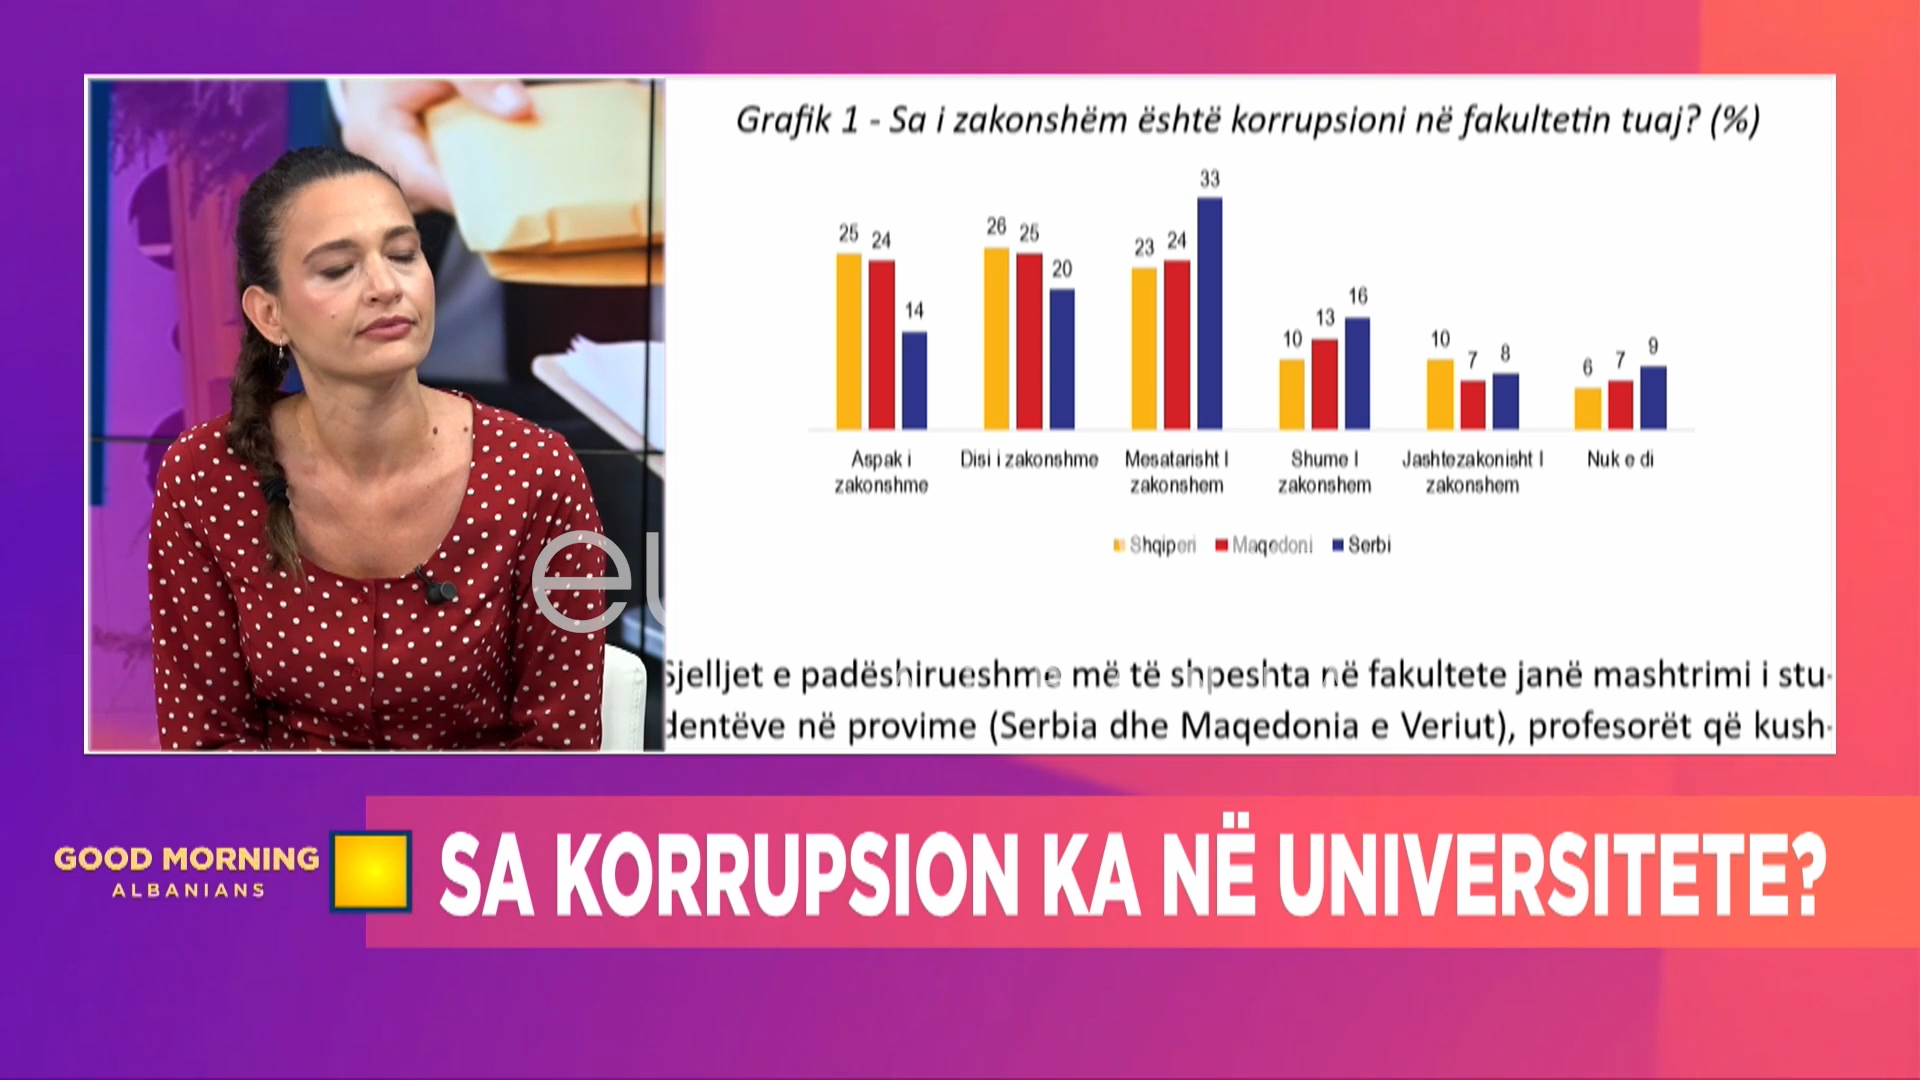 Grafik 1 - Sa i zakonshëm është korrupsioni në fakultetin tuaj? (%)
33
25 24 14
26 25 20
23 24
10 13 16
10 7 8
6 7 9
Aspak i zakonshme
Disi i zakonshme
Mesatarisht I zakonshem
Shume I zakonshem
Jashtezakonisht I zakonshem
Nuk e di
Shqiperi Maqedoni Serbi
Sjelljet e padëshirueshme më të shpeshta në fakultete janë mashtrimi i stu-
dentëve në provime (Serbia dhe Maqedonia e Veriut), profesorët që kush-
GOOD MORNING
ALBANIANS
SA KORRUPSION KA NË UNIVERSITETE?